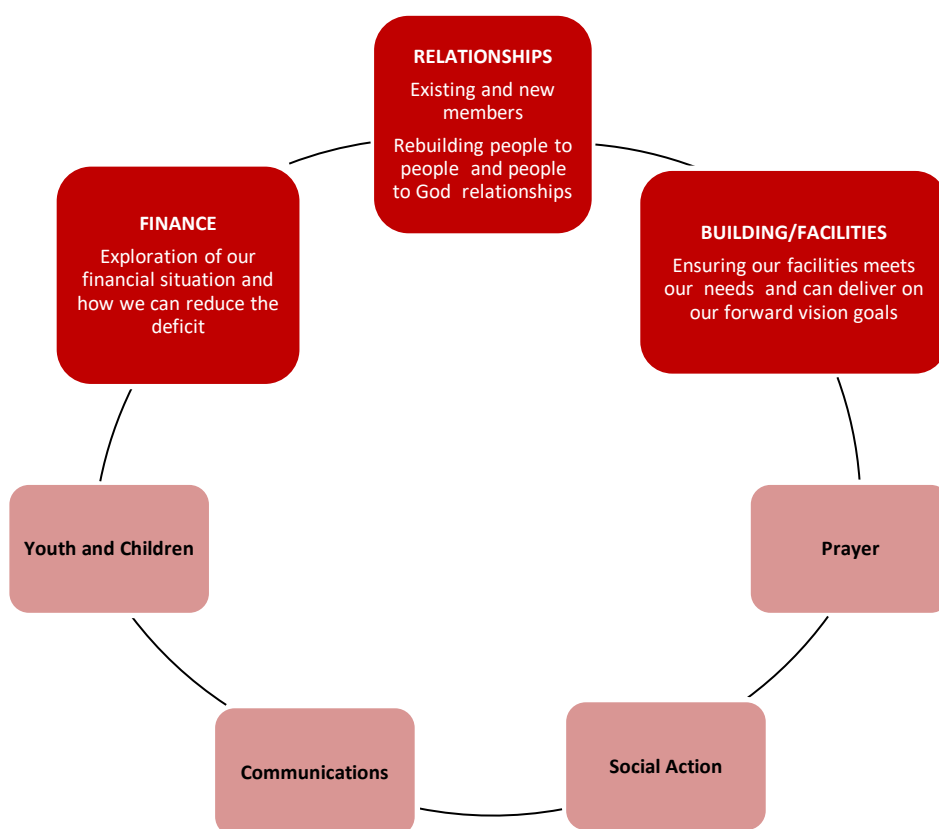 RELATIONSHIPS
Existing and new
members
Rebuilding people to
people and people
to God relationships
FINANCE
Exploration of our
financial situation and
how we can reduce the
deficit
BUILDING/FACILITIES
Ensuring our facilities meets
our needs and can deliver on
our forward vision goals
Youth and Children
Prayer
Communications
Social Action